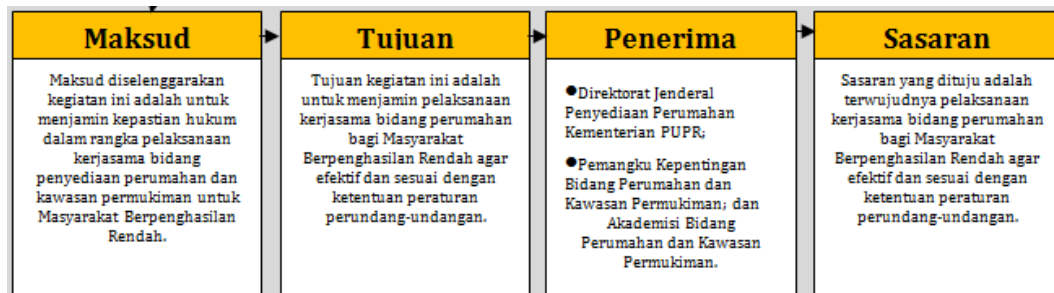 Maksud
Maksud diselenggarakan
kegiatan ini adalah untuk
menjamin kepastian hukum
dalam rangka pelaksanaan
kerjasama bidang
penyediaan perumahan dan
kawasan permukiman untuk
Masyarakat Berpenghasilan
Rendah.
Tujuan
Tujuan kegiatan ini adalah
untuk menjamin pelaksanaan
kerjasama bidang perumahan
bagi Masyarakat
Berpenghasilan Rendah agar
efektif dan sesuai dengan
ketentuan peraturan
perundang-undangan.
Penerima
●Direktorat Jenderal
Penyediaan Perumahan
Kementerian PUPR;
●Pemangku Kepentingan
Bidang Perumahan dan
Kawasan Permukiman; dan
Akademisi Bidang
Perumahan dan Kawasan
Permukiman.
Sasaran
Sasaran yang dituju adalah
terwujudnya pelaksanaan
kerjasama bidang perumahan
bagi Masyarakat
Berpenghasilan Rendah agar
efektif dan sesuai dengan
ketentuan peraturan
perundang-undangan.